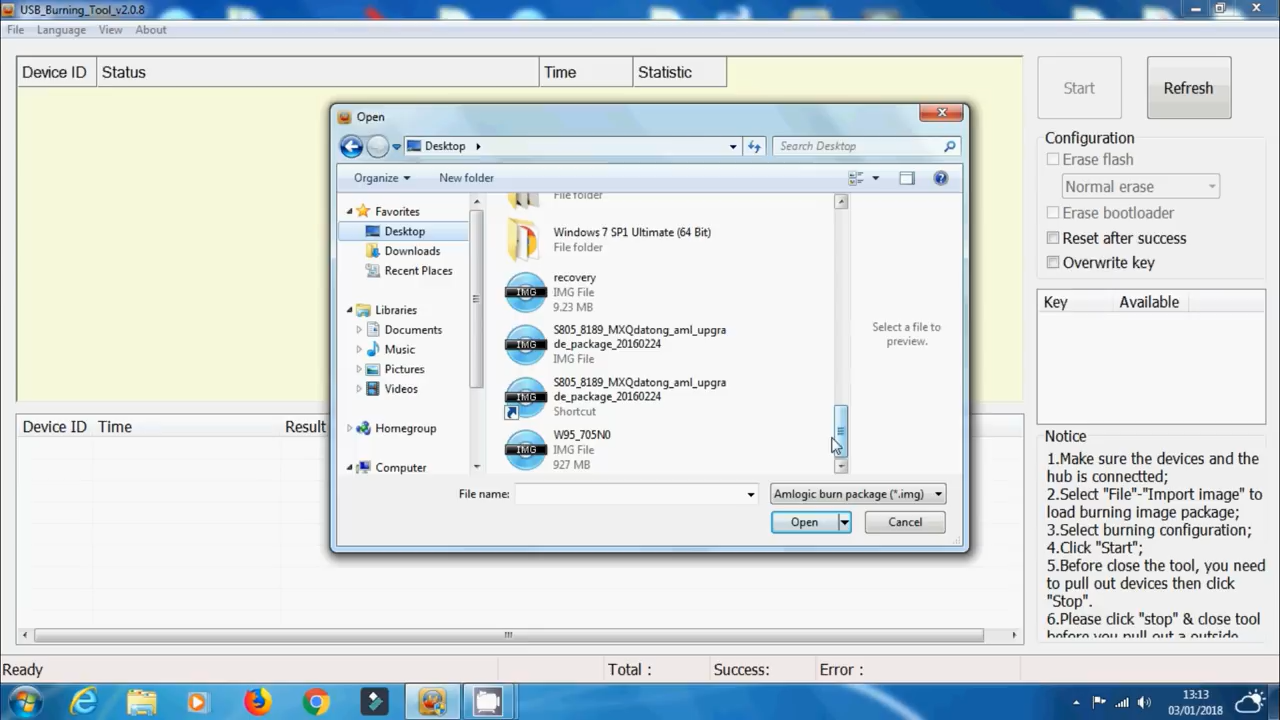 USB_Burning_Tool_v2.0.8
File Language View About
Device ID Status Time Statistic
Start Refresh
Configuration
Erase flash
Normal erase
Erase bootloader
Reset after success
Overwrite key
Key Available
Open
Desktop
Search Desktop
Organize New folder
Favorites
Desktop
Downloads
Recent Places
Libraries
Documents
Music
Pictures
Videos
Homegroup
Computer
File folder
Windows 7 SP1 Ultimate (64 Bit)
File folder
recovery
IMG File
9.23 MB
IMG
S805_8189_MXQdatong_aml_upgra
de_package_20160224
IMG File
IMG
S805_8189_MXQdatong_aml_upgra
de_package_20160224
Shortcut
IMG
W95_705N0
IMG File
927 MB
IMG
Select a file to
preview.
File name:
Amlogic burn package (*.img)
Open Cancel
Device ID Time Result
Notice
1.Make sure the devices and the
hub is connectted;
2.Select "File"-"Import image" to
load burning image package;
3.Select burning configuration;
4.Click "Start";
5.Before close the tool, you need
to pull out devices then click
"Stop".
6.Please click "stop" & close tool
before you pull out a outside
Ready Total : Success: Error :
13:13
03/01/2018